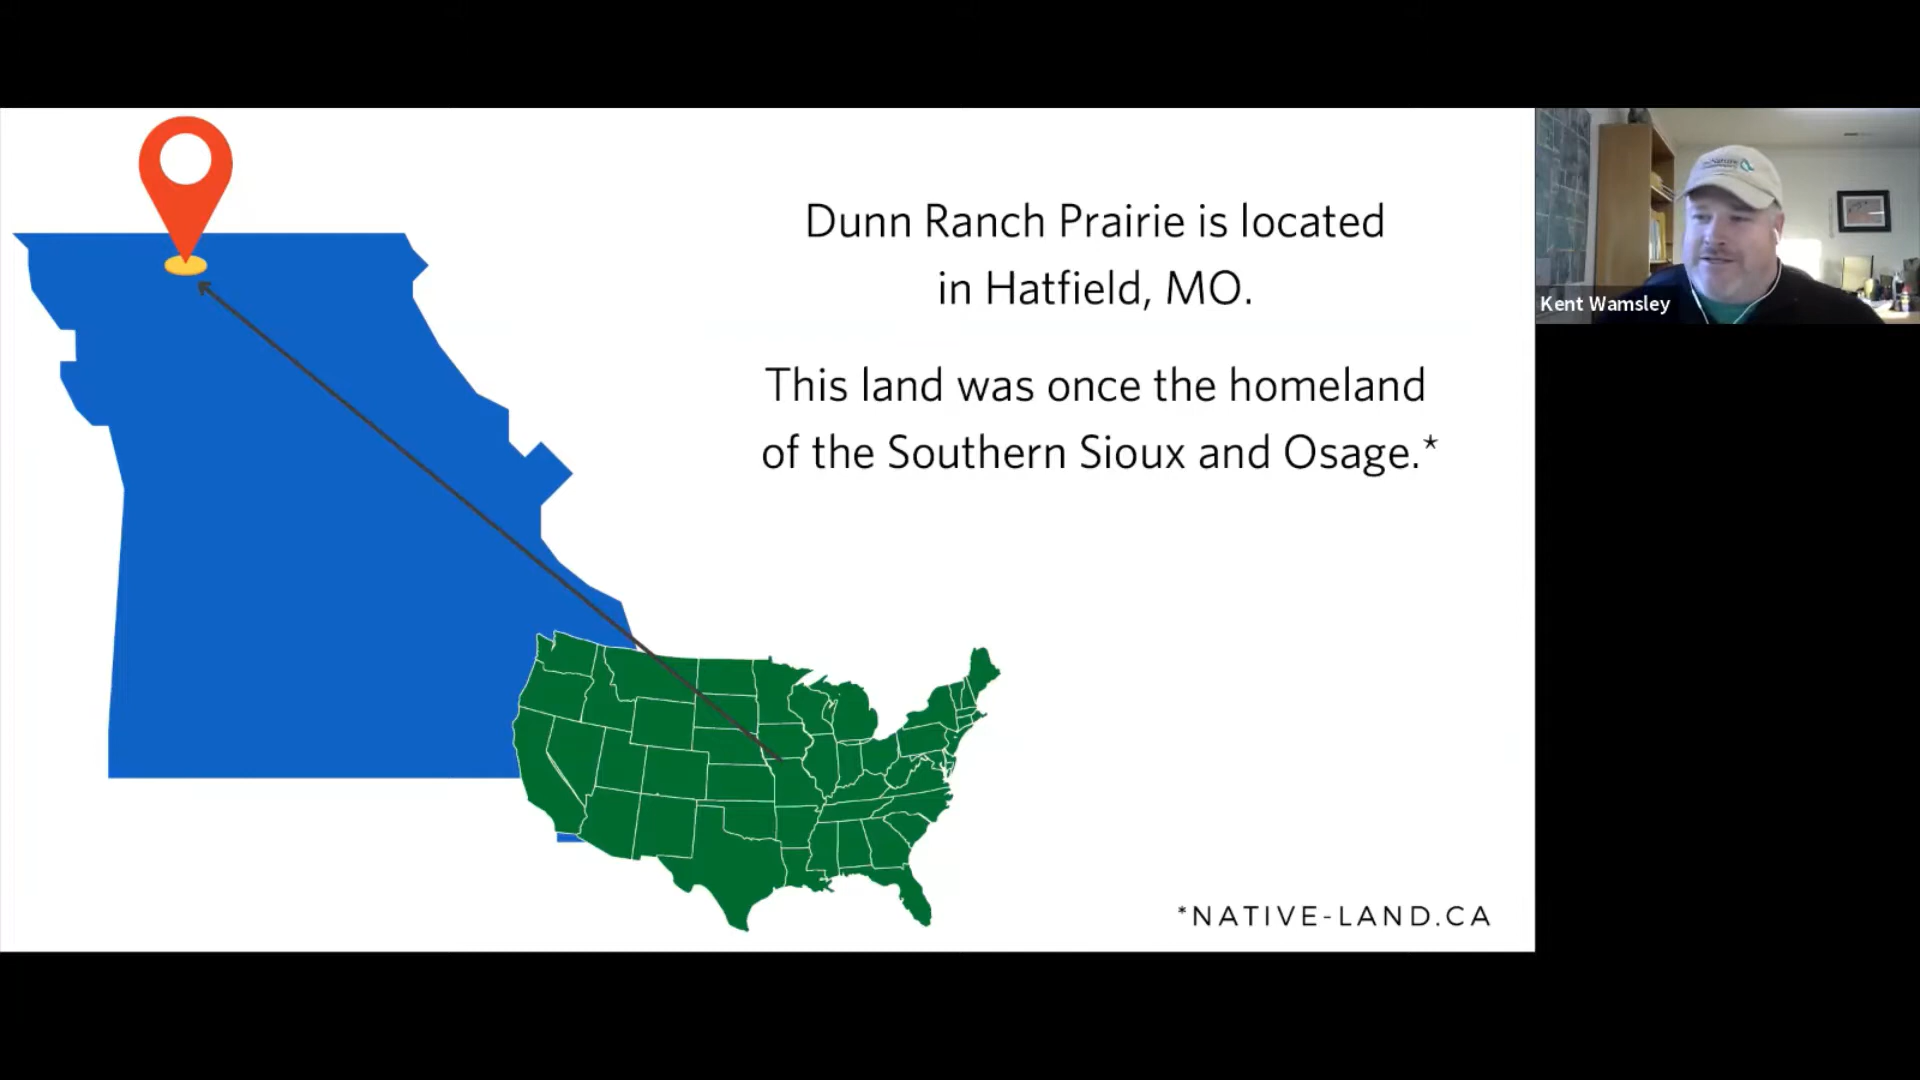 Dunn Ranch Prairie is located
in Hatfield, MO.
This land was once the homeland
of the Southern Sioux and Osage.*
*NATIVE-LAND.CA
Nature
Kent Wamsley